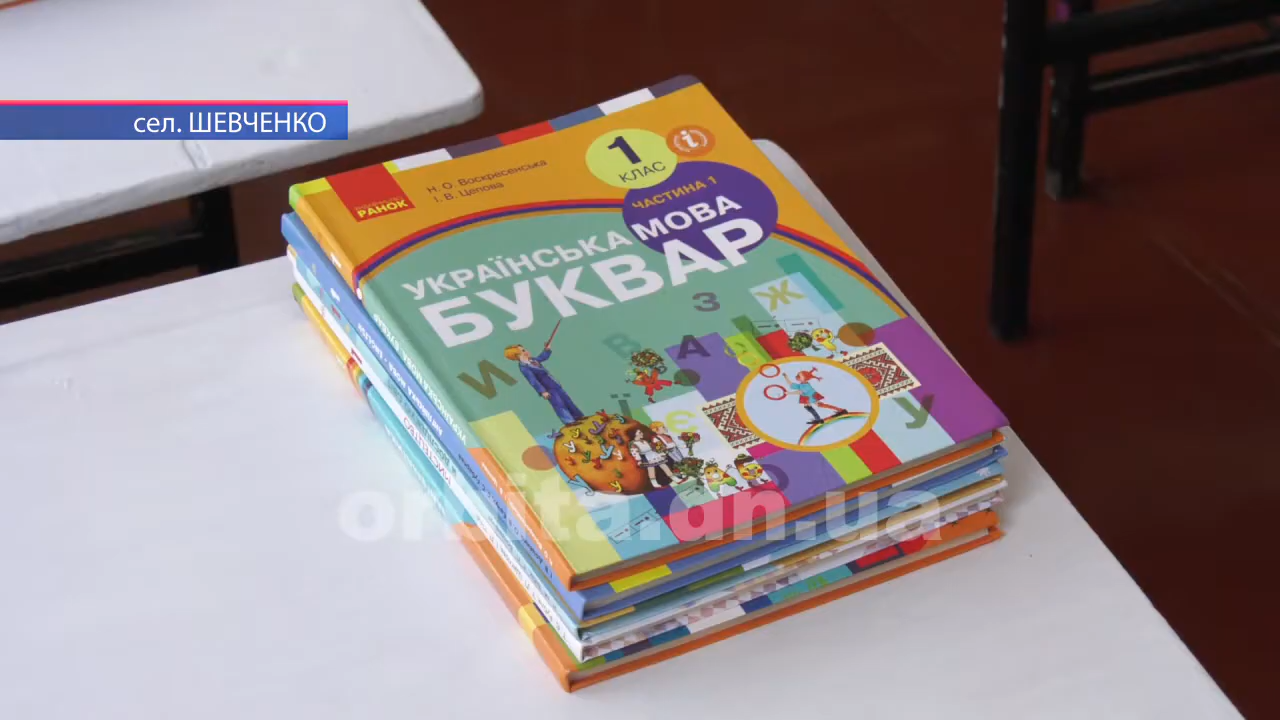 сел. ШЕВЧЕНКО
1
КЛАС
Н. О. Воскресенська
І. В. Цепова
РАНОК
ЧАСТИНА 1
УКРАЇНСЬКА МОВА
БУКВАР
З
Ж
І
В
А
Є
И
Ї
Є
У
О
orbita.dn.ua